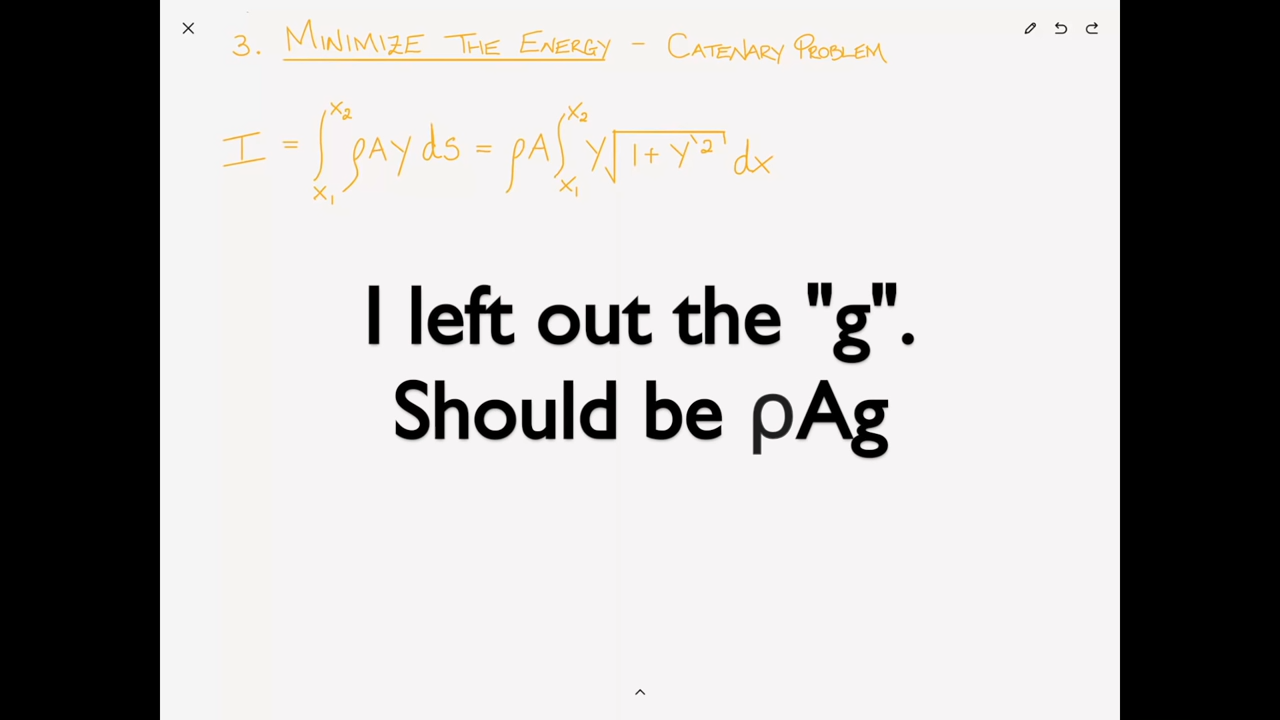 3. MINIMIZE THE ENERGY - CATENARY PROBLEM
I = ∫_{x₁}^{x₂} ρAy ds = ρA ∫_{x₁}^{x₂} y√(1 + y'²) dx
I left out the "g".
Should be ρAg